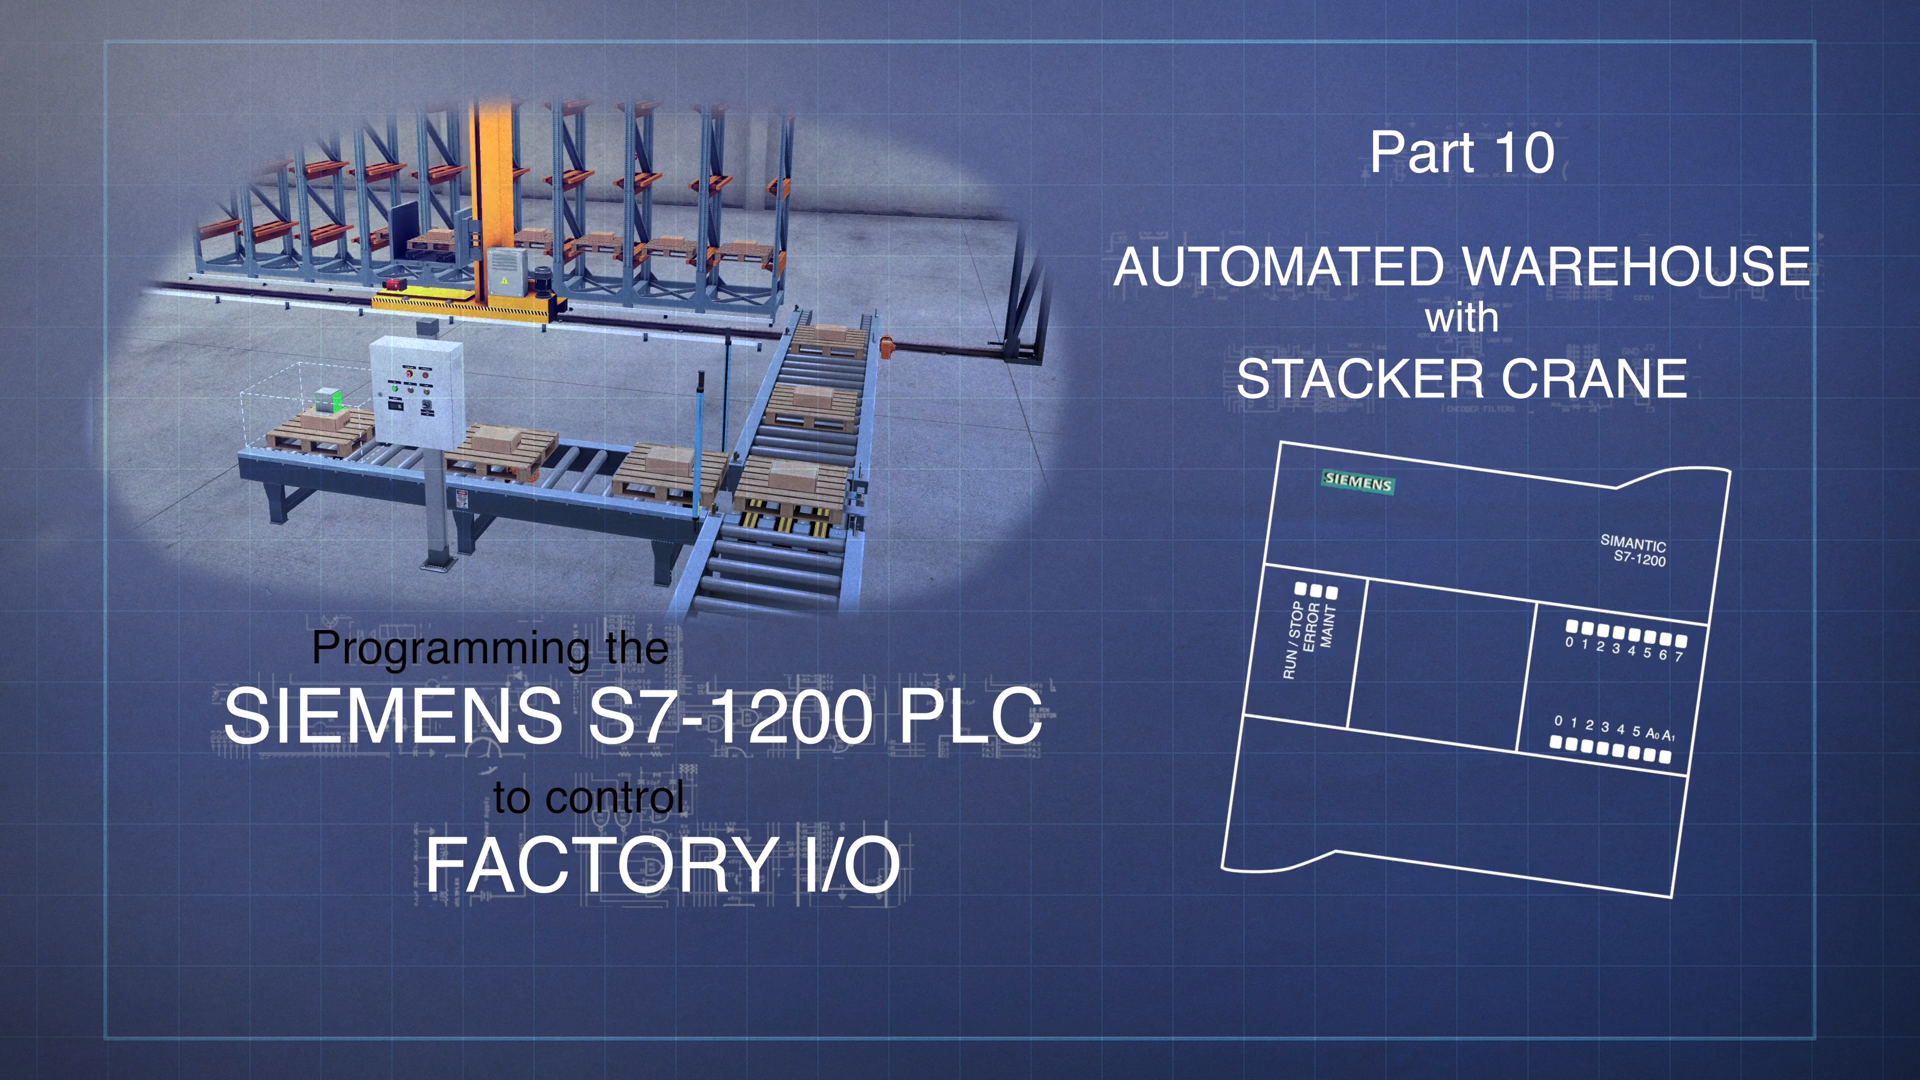 Part 10
AUTOMATED WAREHOUSE
with
STACKER CRANE
Programming the
SIEMENS S7-1200 PLC
to control
FACTORY I/O
SIEMENS
SIMANTIC
S7-1200
RUN / STOP
ERROR
MAINT
0 1 2 3 4 5 6 7
0 1 2 3 4 5 A0 A1